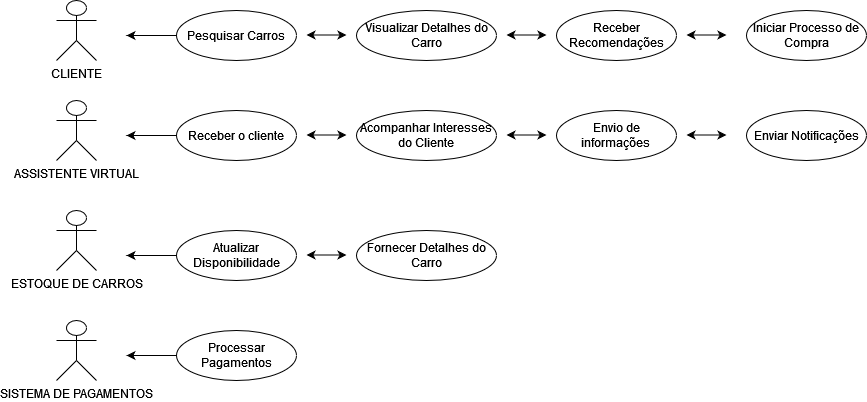 Pesquisar Carros
Visualizar Detalhes do
Carro
Receber
Recomendações
Iniciar Processo de
Compra
CLIENTE
Receber o cliente
Acompanhar Interesses
do Cliente
Envio de
informações
Enviar Notificações
ASSISTENTE VIRTUAL
Atualizar
Disponibilidade
Fornecer Detalhes do
Carro
ESTOQUE DE CARROS
Processar
Pagamentos
SISTEMA DE PAGAMENTOS